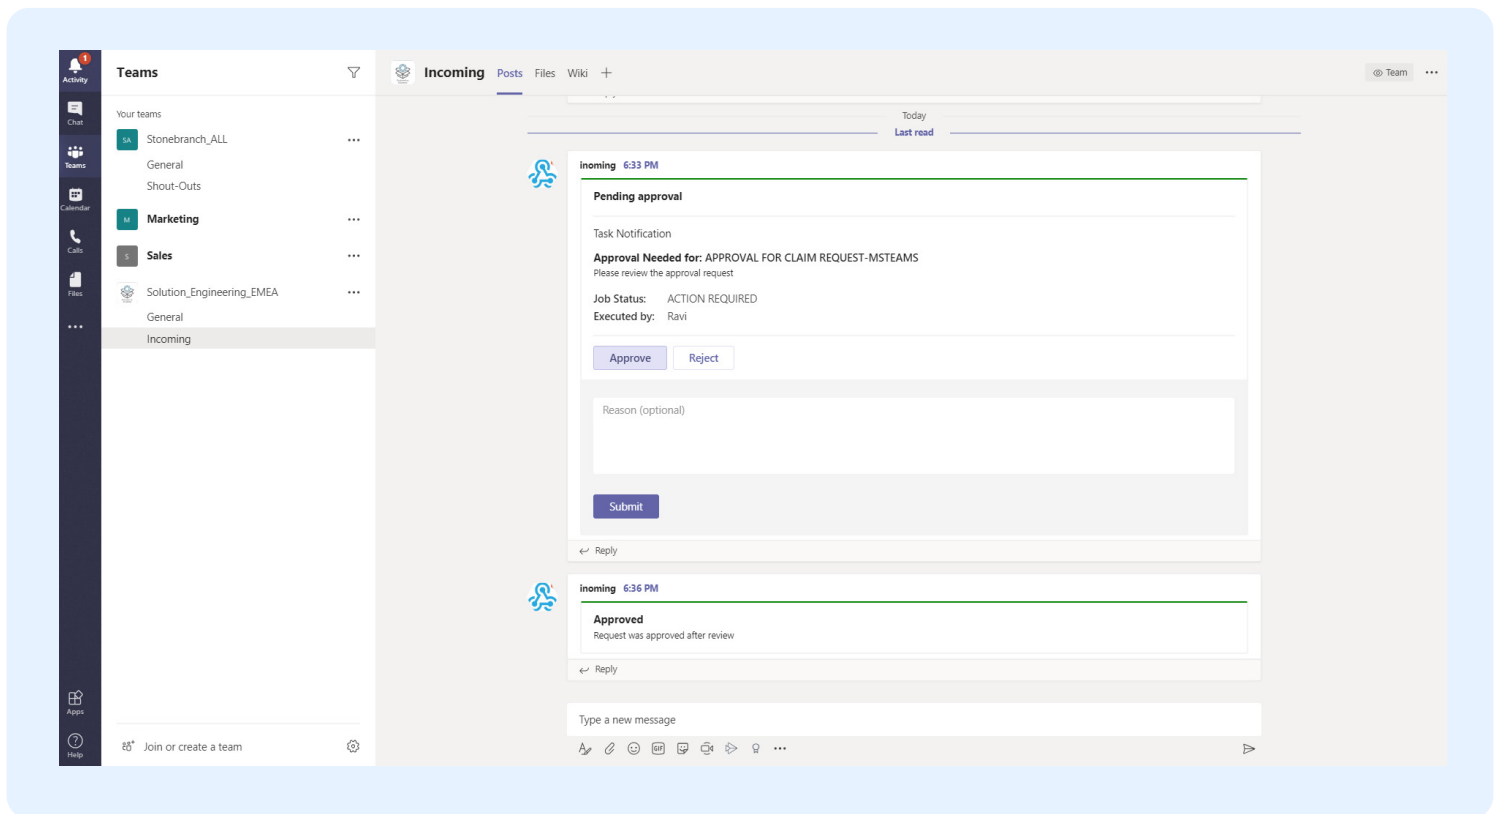 1
Activity
Chat
Teams
Calendar
Calls
Files
Apps
Help
Teams
Your teams
SA Stonebranch_ALL
General
Shout-Outs
M Marketing
S Sales
Solution_Engineering_EMEA
General
Incoming
Join or create a team
Incoming Posts Files Wiki
Team
Today
Last read
inoming 6:33 PM
Pending approval
Task Notification
Approval Needed for: APPROVAL FOR CLAIM REQUEST-MSTEAMS
Please review the approval request
Job Status: ACTION REQUIRED
Executed by: Ravi
Approve Reject
Reason (optional)
Submit
Reply
inoming 6:36 PM
Approved
Request was approved after review
Reply
Type a new message
GIF